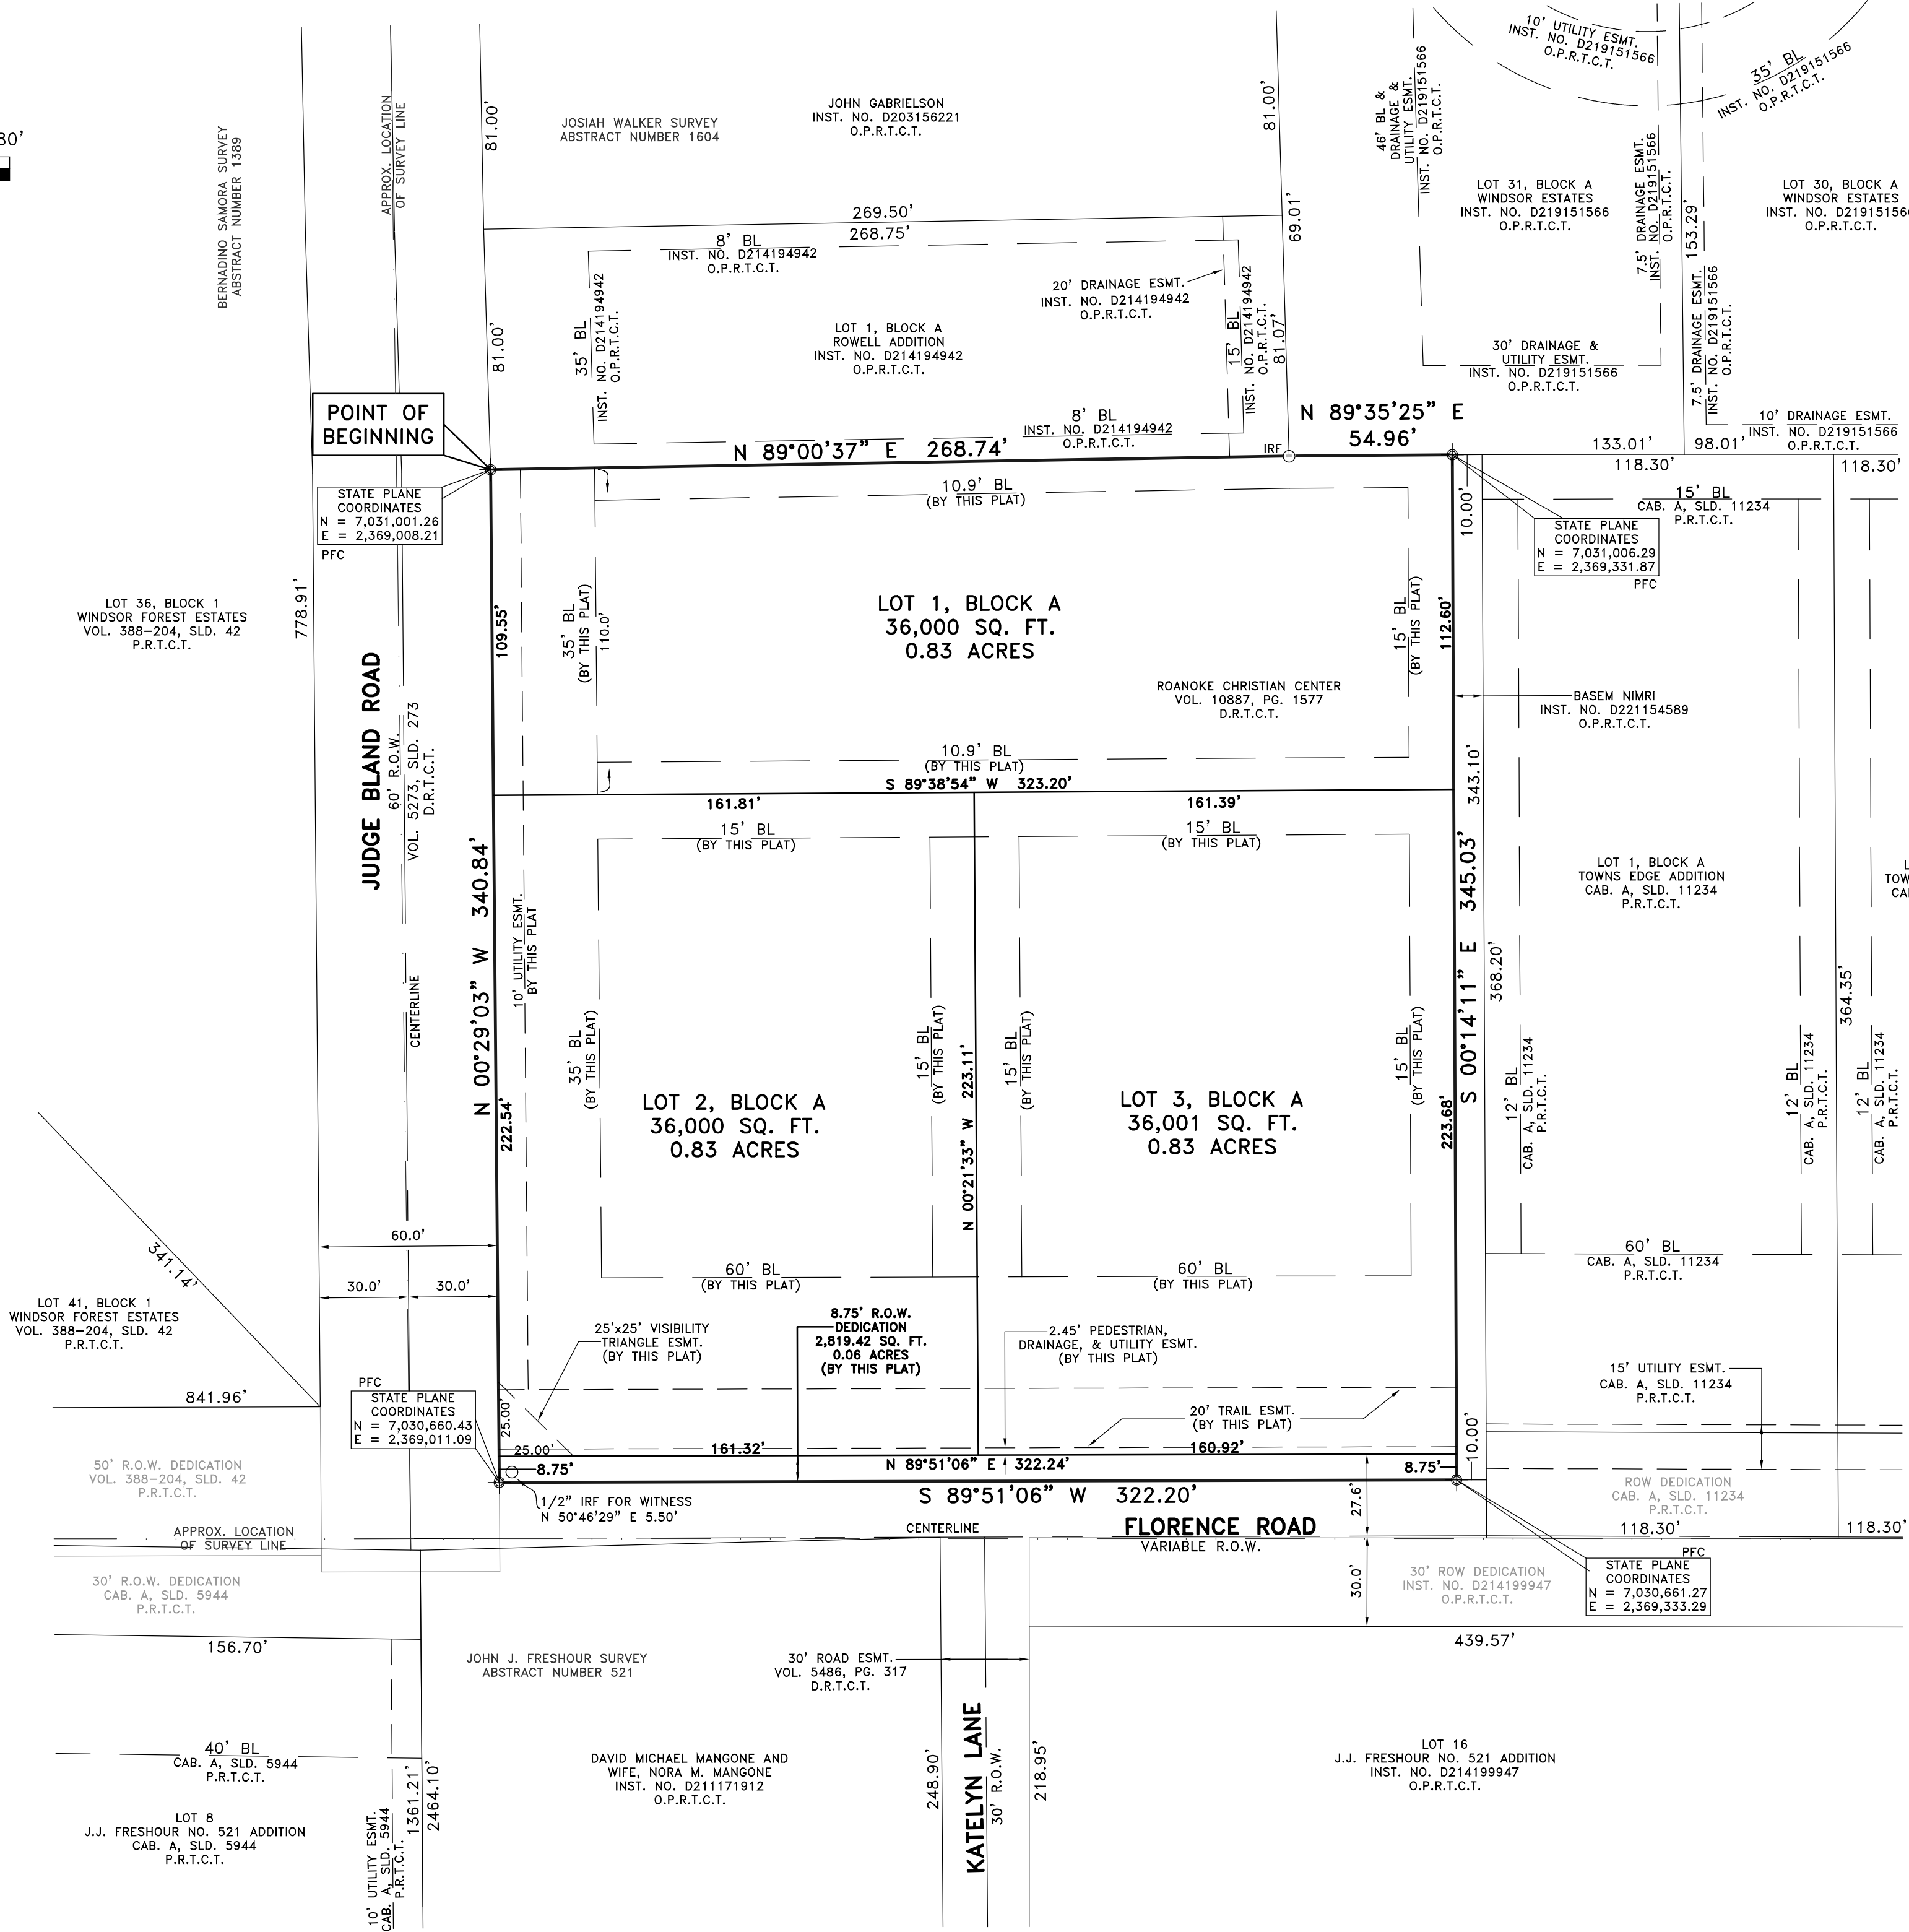 30'
BERNADINO SAMORA SURVEY
ABSTRACT NUMBER 1389
APPROX. LOCATION
OF SURVEY LINE
81.00'
JOSIAH WALKER SURVEY
ABSTRACT NUMBER 1604
JOHN GABRIELSON
INST. NO. D203156221
O.P.R.T.C.T.
81.00'
69.01'
46' BL &
DRAINAGE &
UTILITY ESMT.
INST. NO. D219151566
O.P.R.T.C.T.
10' UTILITY ESMT.
INST. NO. D219151566
O.P.R.T.C.T.
35' BL
INST. NO. D219151566
O.P.R.T.C.T.
LOT 31, BLOCK A
WINDSOR ESTATES
INST. NO. D219151566
O.P.R.T.C.T.
7.5' DRAINAGE ESMT.
INST. NO. D219151566
O.P.R.T.C.T.
153.29'
7.5' DRAINAGE ESMT.
INST. NO. D219151566
O.P.R.T.C.T.
LOT 30, BLOCK A
WINDSOR ESTATES
INST. NO. D21915156
O.P.R.T.C.T.
269.50'
268.75'
8' BL
INST. NO. D214194942
O.P.R.T.C.T.
81.00'
35' BL
INST. NO. D214194942
O.P.R.T.C.T.
LOT 1, BLOCK A
ROWELL ADDITION
INST. NO. D214194942
O.P.R.T.C.T.
20' DRAINAGE ESMT.
INST. NO. D214194942
O.P.R.T.C.T.
15' BL
INST. NO. D214194942
O.P.R.T.C.T.
81.07'
30' DRAINAGE &
UTILITY ESMT.
INST. NO. D219151566
O.P.R.T.C.T.
10' DRAINAGE ESMT.
INST. NO. D219151566
O.P.R.T.C.T.
POINT OF
BEGINNING
8' BL
INST. NO. D214194942
O.P.R.T.C.T.
N 89°00'37" E 268.74'
IRF
N 89°35'25" E
54.96'
133.01'
98.01'
118.30'
118.30'
STATE PLANE
COORDINATES
N = 7,031,001.26
E = 2,369,008.21
PFC
10.9' BL
(BY THIS PLAT)
10.00'
15' BL
CAB. A, SLD. 11234
P.R.T.C.T.
STATE PLANE
COORDINATES
N = 7,031,006.29
E = 2,369,331.87
PFC
LOT 36, BLOCK 1
WINDSOR FOREST ESTATES
VOL. 388-204, SLD. 42
P.R.T.C.T.
778.91'
109.55'
35' BL
(BY THIS PLAT)
110.0'
LOT 1, BLOCK A
36,000 SQ. FT.
0.83 ACRES
15' BL
(BY THIS PLAT)
112.60'
ROANOKE CHRISTIAN CENTER
VOL. 10887, PG. 1577
D.R.T.C.T.
BASEM NIMRI
INST. NO. D221154589
O.P.R.T.C.T.
JUDGE BLAND ROAD
60' R.O.W.
VOL. 5273, SLD. 273
D.R.T.C.T.
10.9' BL
(BY THIS PLAT)
S 89°38'54" W 323.20'
161.81'
161.39'
343.10'
15' BL
(BY THIS PLAT)
15' BL
(BY THIS PLAT)
N 00°29'03" W 340.84'
S 00°14'11" E 345.03'
LOT 1, BLOCK A
TOWNS EDGE ADDITION
CAB. A, SLD. 11234
P.R.T.C.T.
L
TOW
CA
10' UTILITY ESMT.
BY THIS PLAT
CENTERLINE
368.20'
364.35'
222.54'
35' BL
(BY THIS PLAT)
15' BL
(BY THIS PLAT)
N 00°21'33" W 223.11'
15' BL
(BY THIS PLAT)
15' BL
(BY THIS PLAT)
223.68'
12' BL
CAB. A, SLD. 11234
P.R.T.C.T.
12' BL
CAB. A, SLD. 11234
P.R.T.C.T.
12' BL
CAB. A, SLD. 11234
P.R.T.C.T.
LOT 2, BLOCK A
36,000 SQ. FT.
0.83 ACRES
LOT 3, BLOCK A
36,001 SQ. FT.
0.83 ACRES
60.0'
30.0'
30.0'
341.14'
60' BL
(BY THIS PLAT)
60' BL
(BY THIS PLAT)
60' BL
CAB. A, SLD. 11234
P.R.T.C.T.
LOT 41, BLOCK 1
WINDSOR FOREST ESTATES
VOL. 388-204, SLD. 42
P.R.T.C.T.
25'x25' VISIBILITY
TRIANGLE ESMT.
(BY THIS PLAT)
8.75' R.O.W.
DEDICATION
2,819.42 SQ. FT.
0.06 ACRES
(BY THIS PLAT)
2.45' PEDESTRIAN,
DRAINAGE, & UTILITY ESMT.
(BY THIS PLAT)
15' UTILITY ESMT.
CAB. A, SLD. 11234
P.R.T.C.T.
841.96'
PFC
STATE PLANE
COORDINATES
N = 7,030,660.43
E = 2,369,011.09
25.00'
25.00'
20' TRAIL ESMT.
(BY THIS PLAT)
161.32'
160.92'
10.00'
8.75'
N 89°51'06" E 322.24'
8.75'
50' R.O.W. DEDICATION
VOL. 388-204, SLD. 42
P.R.T.C.T.
1/2" IRF FOR WITNESS
N 50°46'29" E 5.50'
S 89°51'06" W 322.20'
27.6'
ROW DEDICATION
CAB. A, SLD. 11234
P.R.T.C.T.
APPROX. LOCATION
OF SURVEY LINE
CENTERLINE
FLORENCE ROAD
VARIABLE R.O.W.
118.30'
118.30'
30' R.O.W. DEDICATION
CAB. A, SLD. 5944
P.R.T.C.T.
30.0'
30' ROW DEDICATION
INST. NO. D214199947
O.P.R.T.C.T.
PFC
STATE PLANE
COORDINATES
N = 7,030,661.27
E = 2,369,333.29
156.70'
439.57'
JOHN J. FRESHOUR SURVEY
ABSTRACT NUMBER 521
30' ROAD ESMT.
VOL. 5486, PG. 317
D.R.T.C.T.
40' BL
CAB. A, SLD. 5944
P.R.T.C.T.
DAVID MICHAEL MANGONE AND
WIFE, NORA M. MANGONE
INST. NO. D211171912
O.P.R.T.C.T.
248.90'
KATELYN LANE
30' R.O.W.
218.95'
LOT 16
J.J. FRESHOUR NO. 521 ADDITION
INST. NO. D214199947
O.P.R.T.C.T.
LOT 8
J.J. FRESHOUR NO. 521 ADDITION
CAB. A, SLD. 5944
P.R.T.C.T.
10' UTILITY ESMT.
CAB. A, SLD. 5944
P.R.T.C.T.
1361.21'
2464.10'